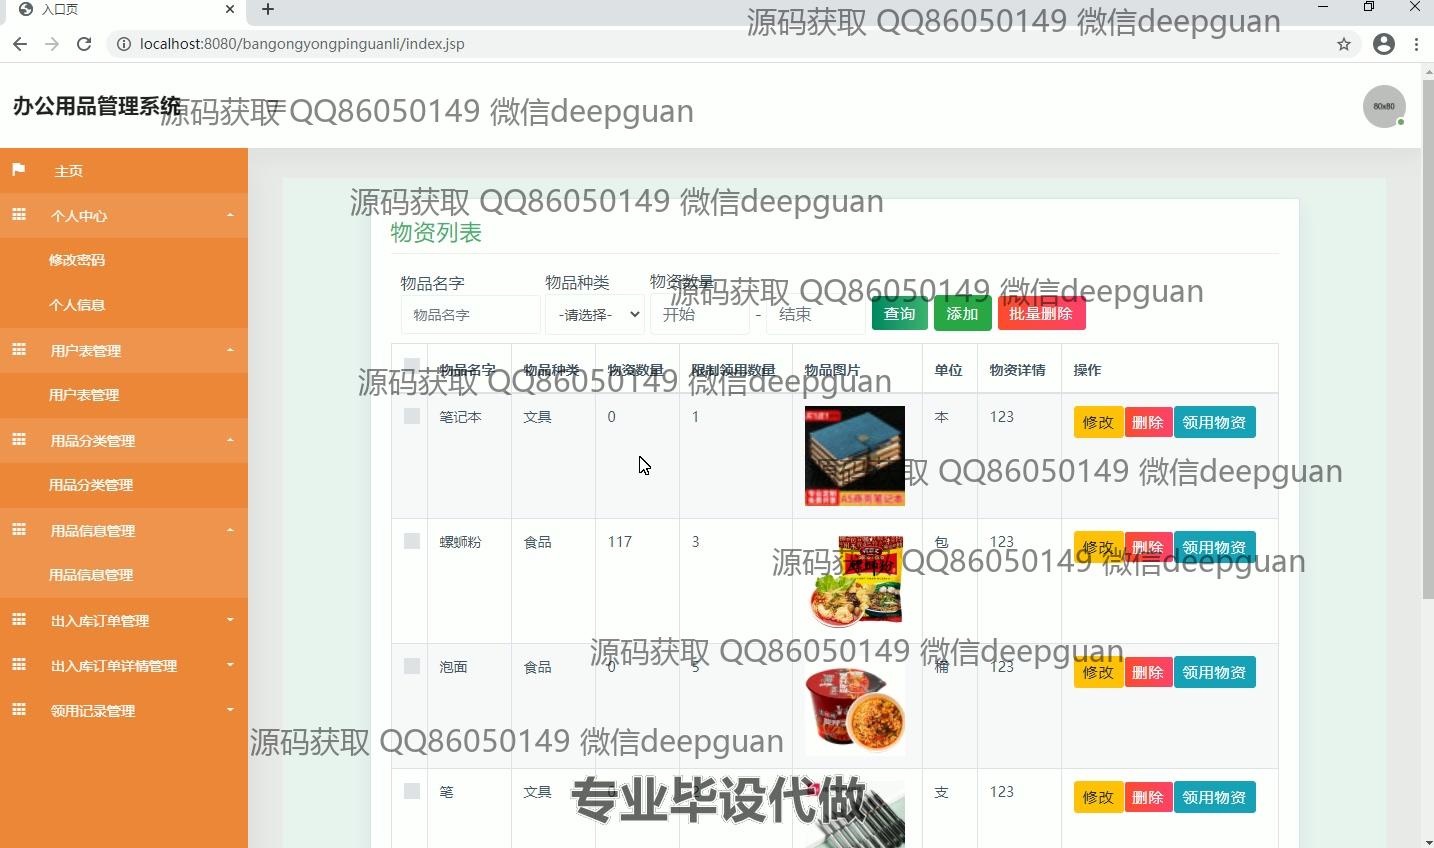 入口页
源码获取 QQ86050149 微信deepguan
localhost:8080/bangongyongpinguanli/index.jsp
办公用品管理系统
源码获取 QQ86050149 微信deepguan
80x80
主页
个人中心
修改密码
个人信息
用户表管理
用户表管理
用品分类管理
用品分类管理
用品信息管理
用品信息管理
出入库订单管理
出入库订单详情管理
领用记录管理
源码获取 QQ86050149 微信deepguan
物资列表
物品名字 物品种类 物资数量
源码获取 QQ86050149 微信deepguan
物品名字 -请选择- 开始 - 结束 查询 添加 批量删除
物品名字 物品种类 物资数量 限制领用数量 物品图片 单位 物资详情 操作
源码获取 QQ86050149 微信deepguan
笔记本 文具 0 1 本 123 修改 删除 领用物资
A5商务笔记本
取 QQ86050149 微信deepguan
螺蛳粉 食品 117 3 包 123 修改 删除 领用物资
螺蛳粉
源码获取 QQ86050149 微信deepguan
源码获取 QQ86050149 微信deepguan
泡面 食品 0 5 桶 123 修改 删除 领用物资
源码获取 QQ86050149 微信deepguan
笔 文具 0 2 支 123 修改 删除 领用物资
专业毕设代做